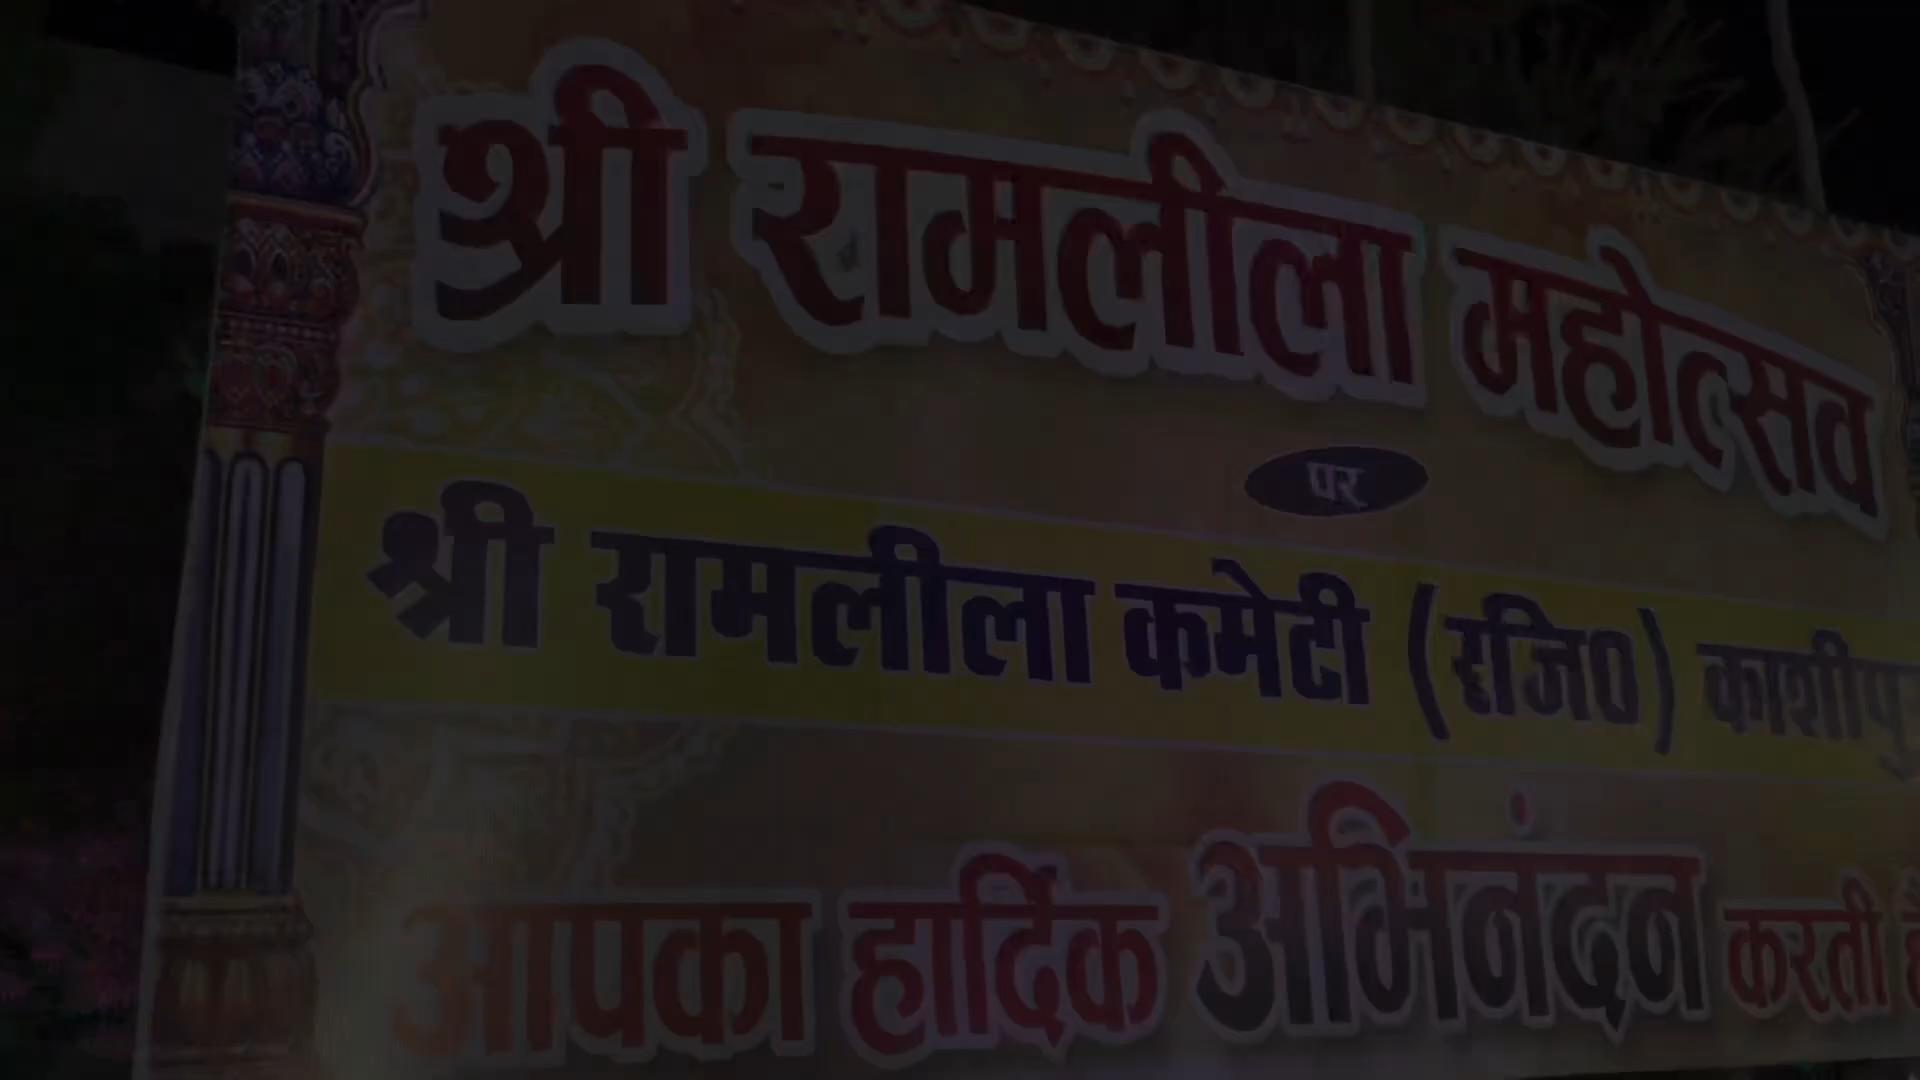 श्री रामलीला महोत्सव
पर
श्री रामलीला कमेटी (रजि०) काशीपु
आपका हार्दिक अभिनंदन करती है